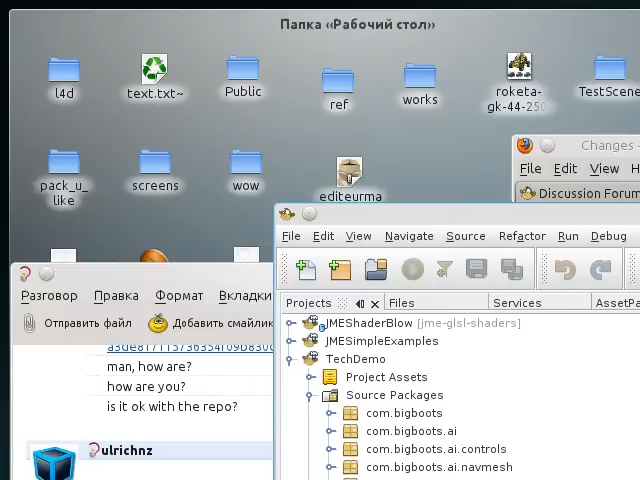 Папка «Рабочий стол»
l4d
text.txt~
Public
ref
works
roketa-
gk-44-250
TestScene
pack_u_
like
screens
wow
editeurma
Changes -
File Edit View H
Discussion Forum
File Edit View Navigate Source Refactor Run Debug
Projects Files Services AssetPa
JMEShaderBlow [jme-glsl-shaders]
JMESimpleExamples
TechDemo
Project Assets
Source Packages
com.bigboots
com.bigboots.ai
com.bigboots.ai.controls
com.bigboots.ai.navmesh
Разговор Правка Формат Вкладки
Отправить файл Добавить смайлик
man, how are?
how are you?
is it ok with the repo?
ulrichnz